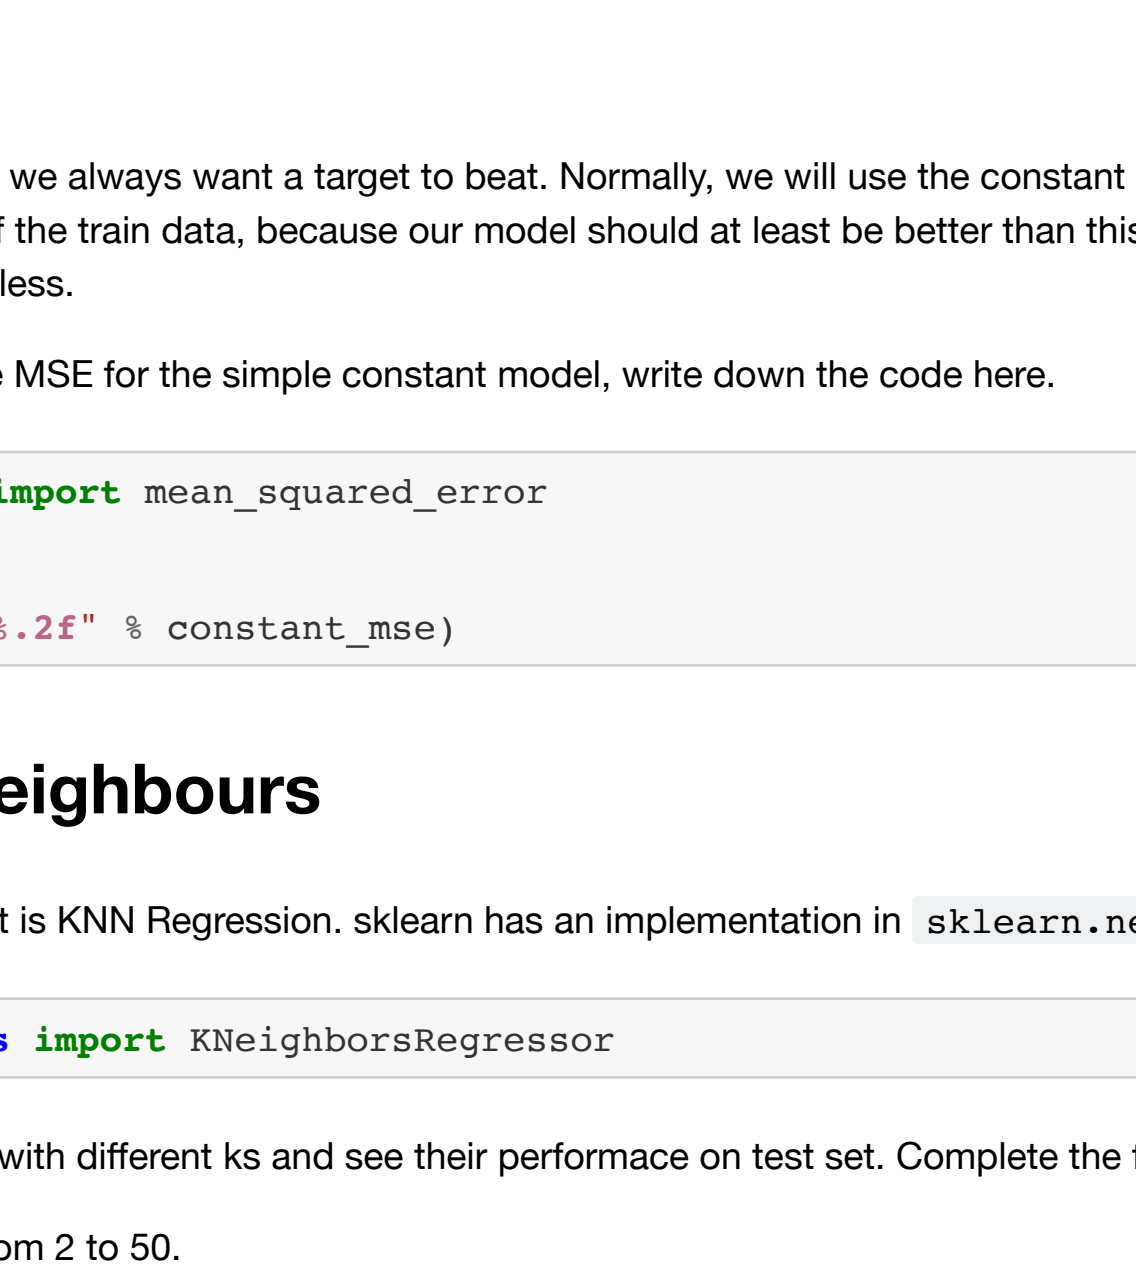 we always want a target to beat. Normally, we will use the constant
f the train data, because our model should at least be better than this
less.
e MSE for the simple constant model, write down the code here.
import mean_squared_error
%.2f" % constant_mse)
eighbours
t is KNN Regression. sklearn has an implementation in sklearn.ne
s import KNeighborsRegressor
with different ks and see their performace on test set. Complete the f
om 2 to 50.